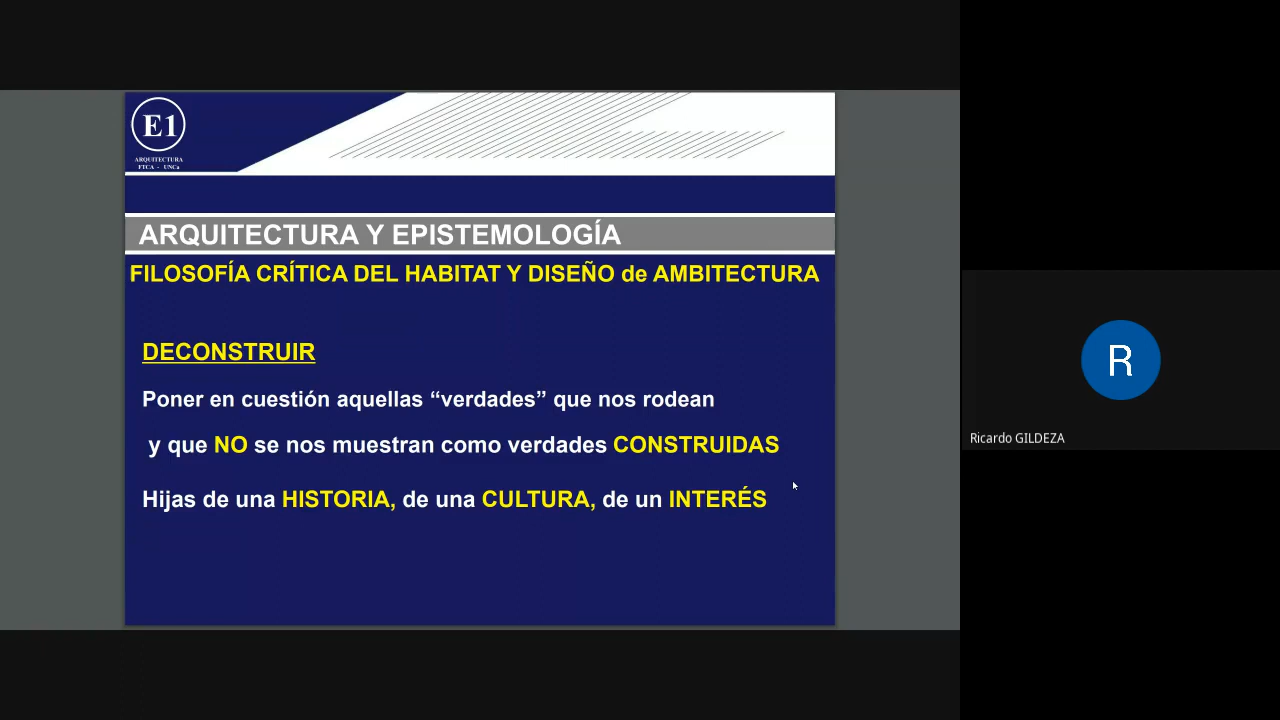 E1
ARQUITECTURA
FTCA - UNCa
ARQUITECTURA Y EPISTEMOLOGÍA
FILOSOFÍA CRÍTICA DEL HABITAT Y DISEÑO de AMBITECTURA
DECONSTRUIR
Poner en cuestión aquellas “verdades” que nos rodean
y que NO se nos muestran como verdades CONSTRUIDAS
Hijas de una HISTORIA, de una CULTURA, de un INTERÉS
R
Ricardo GILDEZA